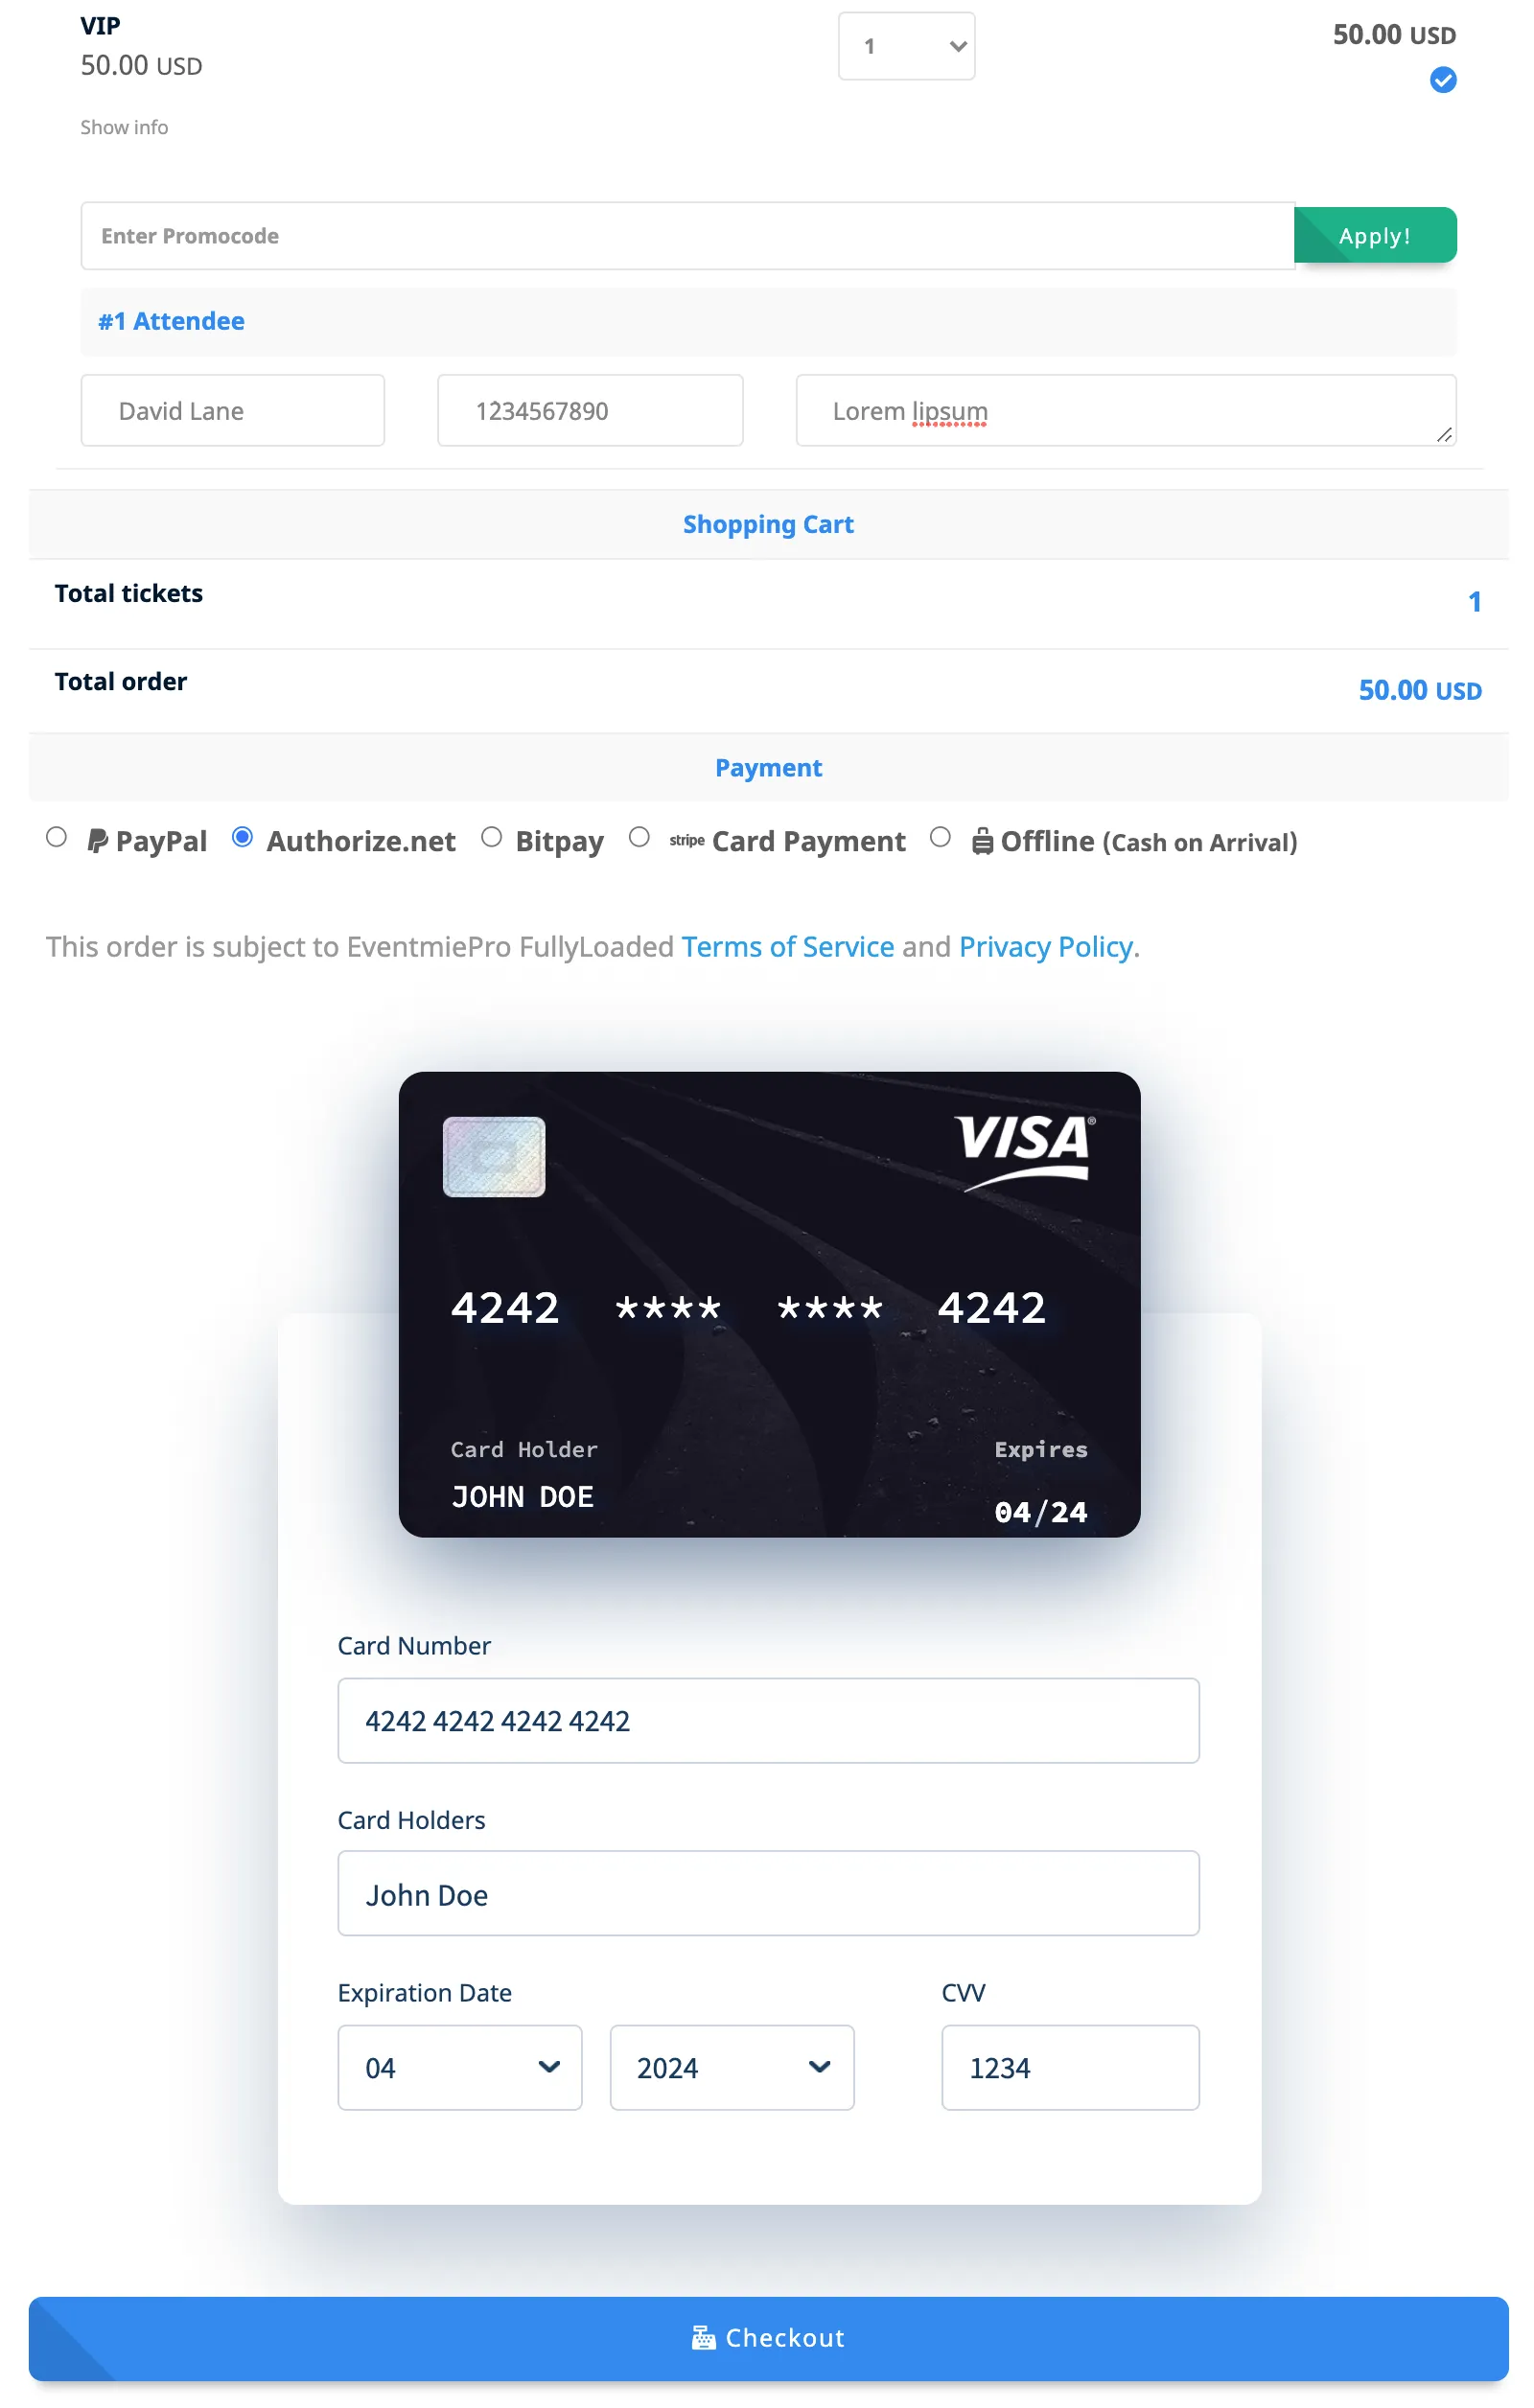 VIP
50.00 USD
1
50.00 USD
Show info
Enter Promocode
Apply!
#1 Attendee
David Lane
1234567890
Lorem lipsum
Shopping Cart
Total tickets
1
Total order
50.00 USD
Payment
PayPal Authorize.net Bitpay stripe Card Payment Offline (Cash on Arrival)
This order is subject to EventmiePro FullyLoaded Terms of Service and Privacy Policy.
VISA®
4242 **** **** 4242
Card Holder
Expires
JOHN DOE
04/24
Card Number
4242 4242 4242 4242
Card Holders
John Doe
Expiration Date
CVV
04
2024
1234
Checkout